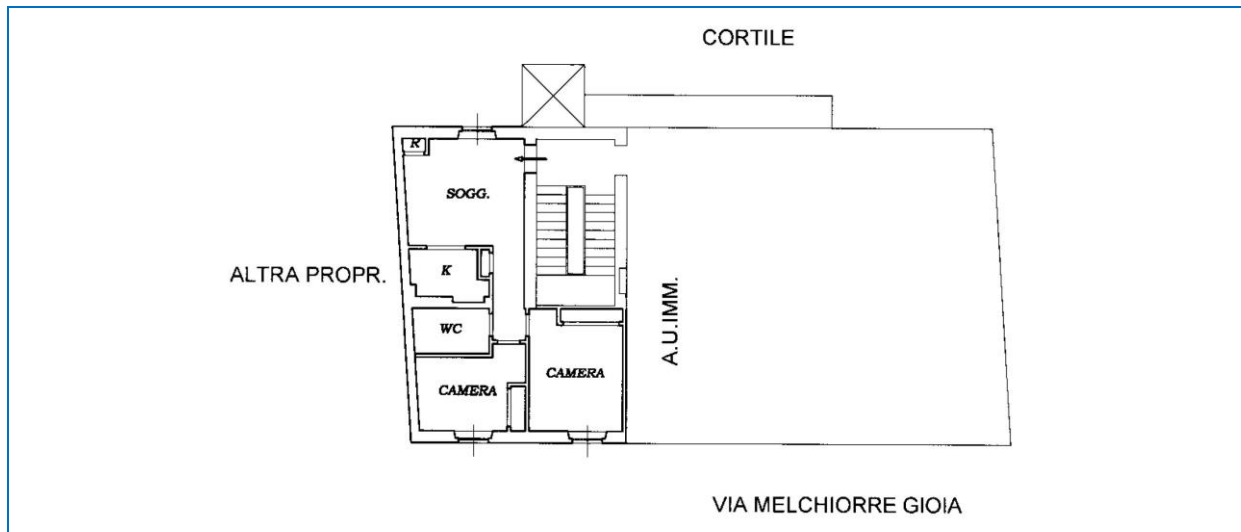 CORTILE
R
SOGG.
ALTRA PROPR.
K
WC
A.U.IMM.
CAMERA
CAMERA
VIA MELCHIORRE GIOIA